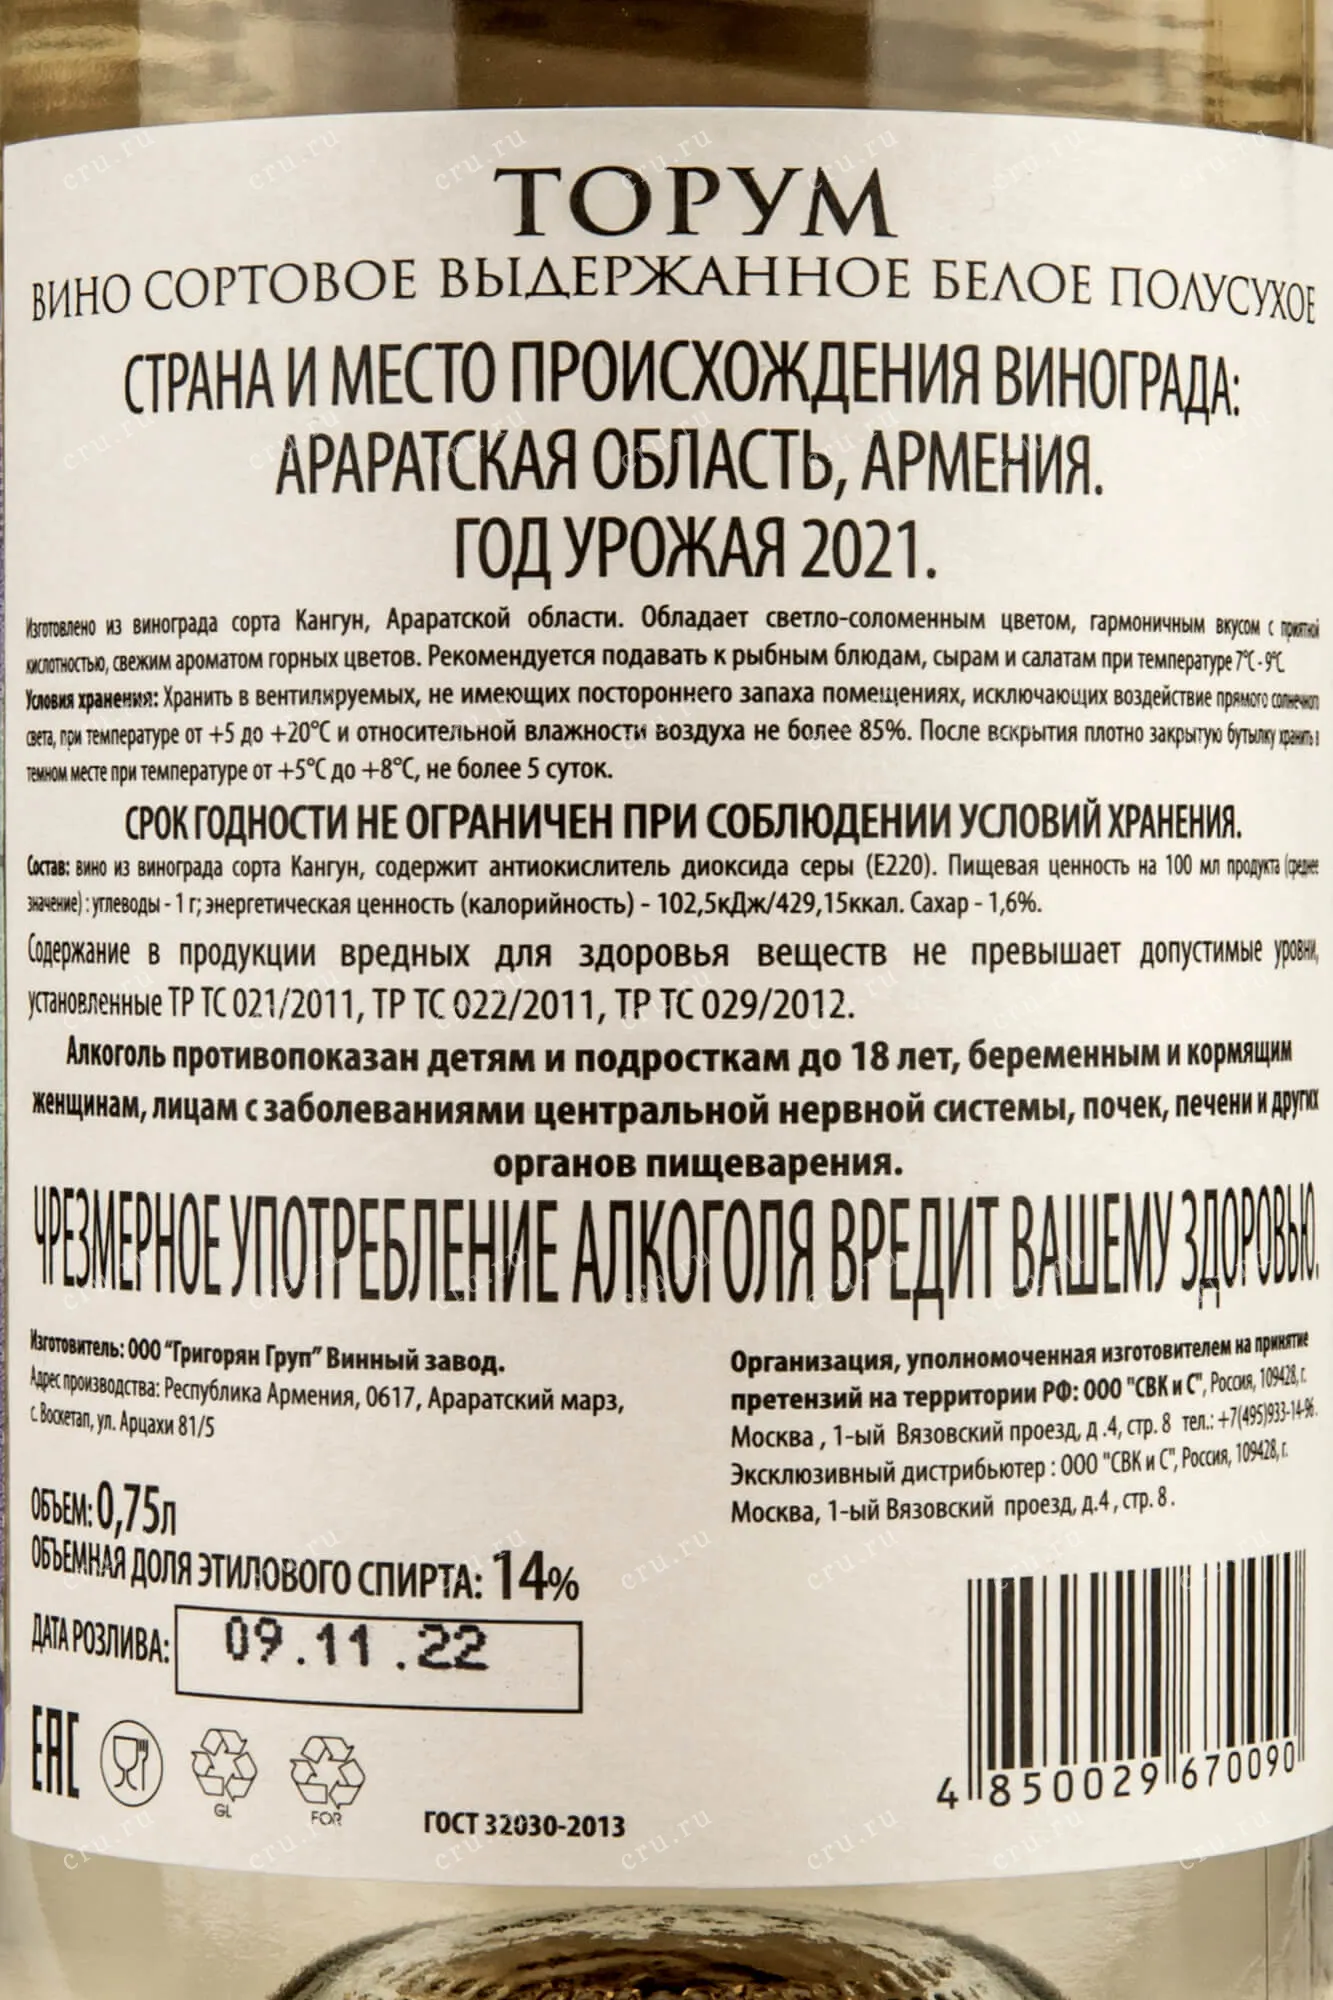 ТОРУМ
ВИНО СОРТОВОЕ ВЫДЕРЖАННОЕ БЕЛОЕ ПОЛУСУХОЕ
СТРАНА И МЕСТО ПРОИСХОЖДЕНИЯ ВИНОГРАДА:
АРАРАТСКАЯ ОБЛАСТЬ, АРМЕНИЯ.
ГОД УРОЖАЯ 2021.
Изготовлено из винограда сорта Кангун, Араратской области. Обладает светло-соломенным цветом, гармоничным вкусом с приятной
кислотностью, свежим ароматом горных цветов. Рекомендуется подавать к рыбным блюдам, сырам и салатам при температуре 7°С - 9°С
Условия хранения: Хранить в вентилируемых, не имеющих постороннего запаха помещениях, исключающих воздействие прямого солнечного
света, при температуре от +5 до +20°С и относительной влажности воздуха не более 85%. После вскрытия плотно закрытую бутылку хранить в
темном месте при температуре от +5°С до +8°С, не более 5 суток.
СРОК ГОДНОСТИ НЕ ОГРАНИЧЕН ПРИ СОБЛЮДЕНИИ УСЛОВИЙ ХРАНЕНИЯ.
Состав: вино из винограда сорта Кангун, содержит антиокислитель диоксида серы (Е220). Пищевая ценность на 100 мл продукта (среднее
значение) : углеводы - 1 г; энергетическая ценность (калорийность) - 102,5кДж/429,15ккал. Сахар - 1,6%.
Содержание в продукции вредных для здоровья веществ не превышает допустимые уровни,
установленные ТР ТС 021/2011, ТР ТС 022/2011, ТР ТС 029/2012.
Алкоголь противопоказан детям и подросткам до 18 лет, беременным и кормящим
женщинам, лицам с заболеваниями центральной нервной системы, почек, печени и других
органов пищеварения.
ЧРЕЗМЕРНОЕ УПОТРЕБЛЕНИЕ АЛКОГОЛЯ ВРЕДИТ ВАШЕМУ ЗДОРОВЬЮ.
Изготовитель: ООО "Григорян Груп" Винный завод.
Адрес производства: Республика Армения, 0617, Араратский марз,
с. Воскетап, ул. Арцахи 81/5
Организация, уполномоченная изготовителем на принятие
претензий на территории РФ: ООО "СВК и С", Россия, 109428, г.
Москва , 1-ый Вязовский проезд, д .4, стр. 8 тел.: +7(495)933-14-96.
Эксклюзивный дистрибьютер : ООО "СВК и С", Россия, 109428, г.
Москва, 1-ый Вязовский проезд, д.4 , стр. 8 .
ОБЪЕМ: 0,75л
ОБЪЕМНАЯ ДОЛЯ ЭТИЛОВОГО СПИРТА: 14%
ДАТА РОЗЛИВА: 09.11.22
EAC
GL
FOR
ГОСТ 32030-2013
4 850029 670090
cru.ru